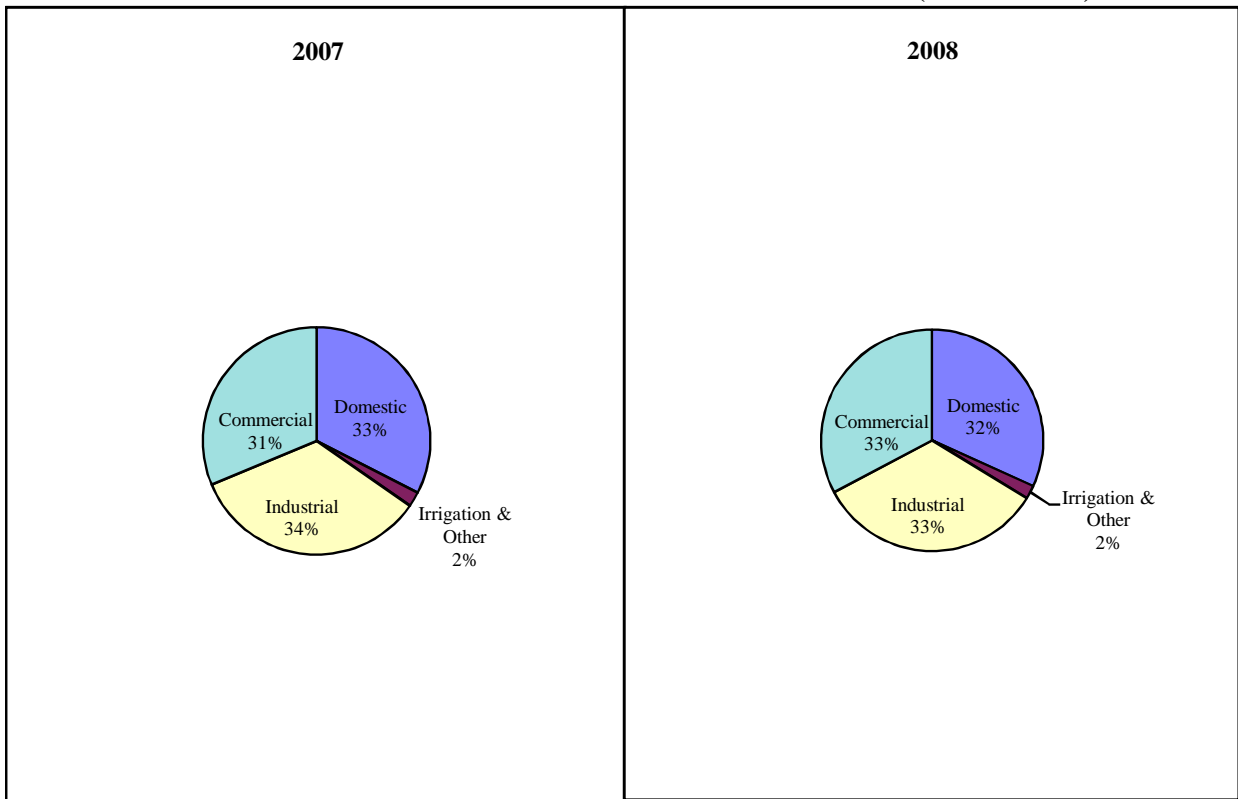 2007
Commercial
31%
Domestic
33%
Industrial
34%
Irrigation &
Other
2%
2008
Commercial
33%
Domestic
32%
Industrial
33%
Irrigation &
Other
2%